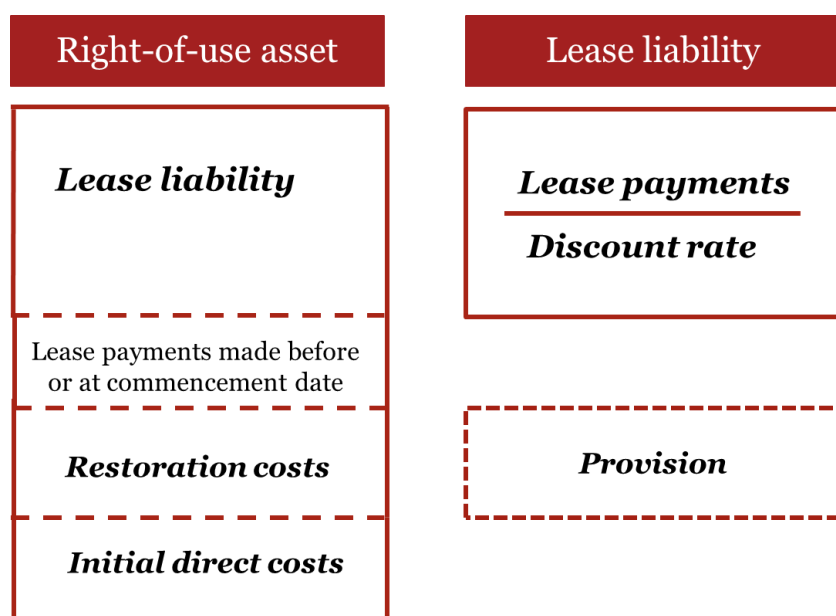 Right-of-use asset
Lease liability
Lease payments made before
or at commencement date
Restoration costs
Initial direct costs
Lease liability
Lease payments
Discount rate
Provision